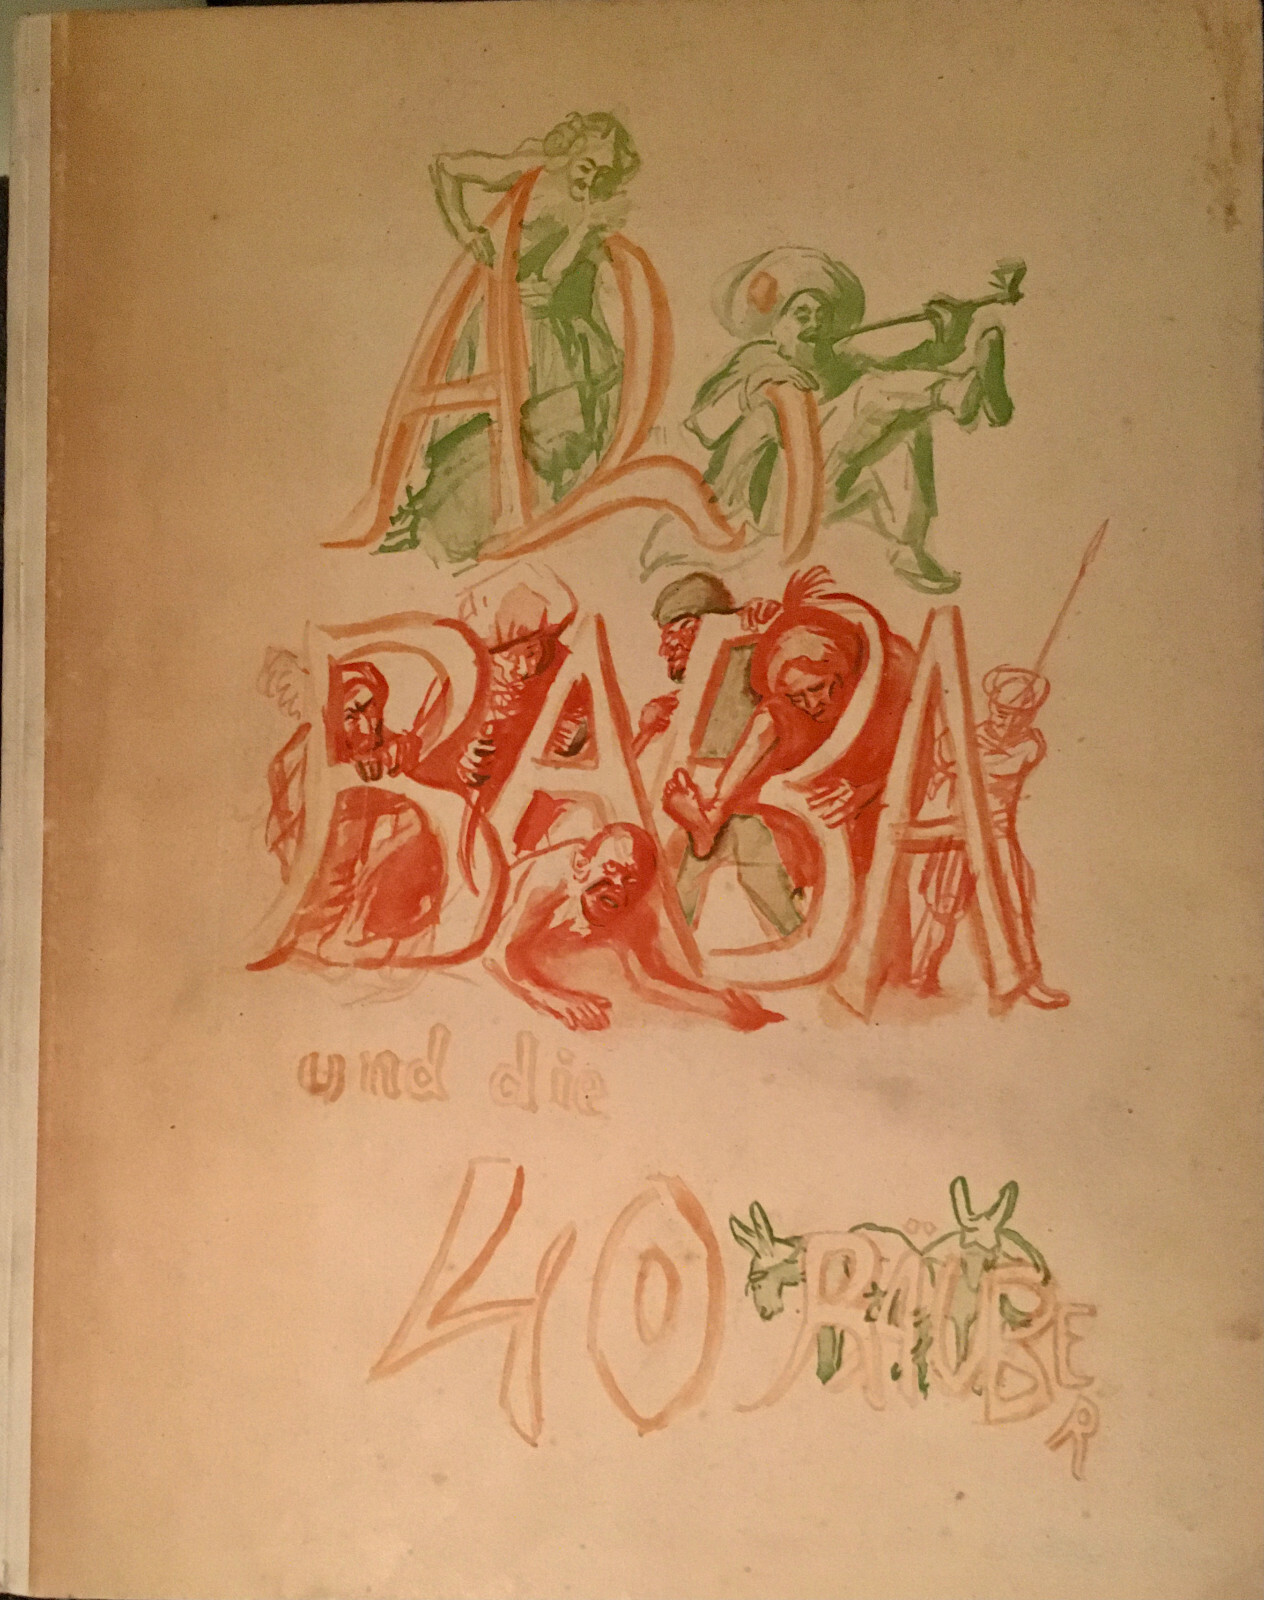 ALI
BABA
und die
40 RÄUBER